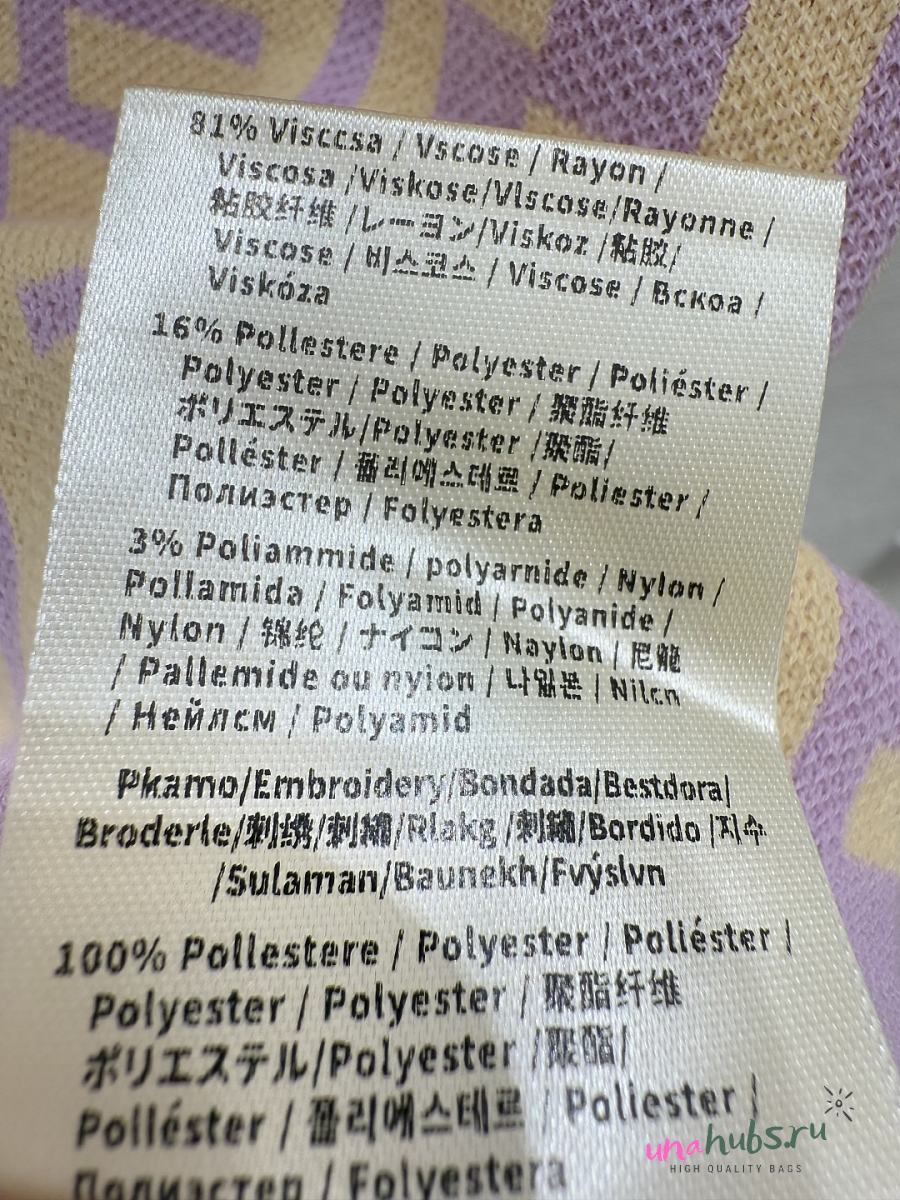 81% Visccsa / Vscose / Rayon /
Viscosa /Viskose/Vlscose/Rayonne /
粘胶纤维 /レーヨン/Viskoz /粘胶/
Viscose / 비스코스 / Viscose / Вскоа /
Viskóza
16% Pollestere / Polyester / Poliéster /
Polyester / Polyester / 聚酯纤维
ポリエステル/Polyester /聚酯/
Polléster / 폴리에스테르 / Poliester /
Полиэстер / Folyestera
3% Poliammide / polyarnide / Nylon /
Pollamida / Folyamid / Polyanide /
Nylon / 锦纶 / ナイコン / Naylon / 尼龍
/ Pallemide ou nyion / 나일본 / Nilcn
/ Нейлсм / Polyamid
Pkamo/Embroidery/Bondada/Bestdora/
Broderle/刺绣/刺繡/Rlakg /刺繡/Bordido /지수
/Sulaman/Baunekh/Fvýslvn
100% Pollestere / Polyester / Poliéster /
Polyester / Polyester / 聚酯纤维
ポリエステル/Polyester /聚酯/
Polléster / 폴리에스테르 / Poliester /
Полиэстер / Folyestera
unahubs.ru
HIGH QUALITY BAGS